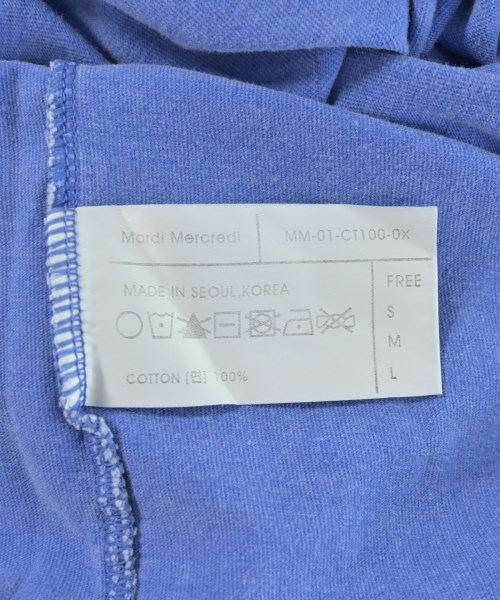 Mardi Mercredi
MM-01-CT100-0X
MADE IN SEOUL,KOREA
COTTON [면] 100%
FREE
S
M
L